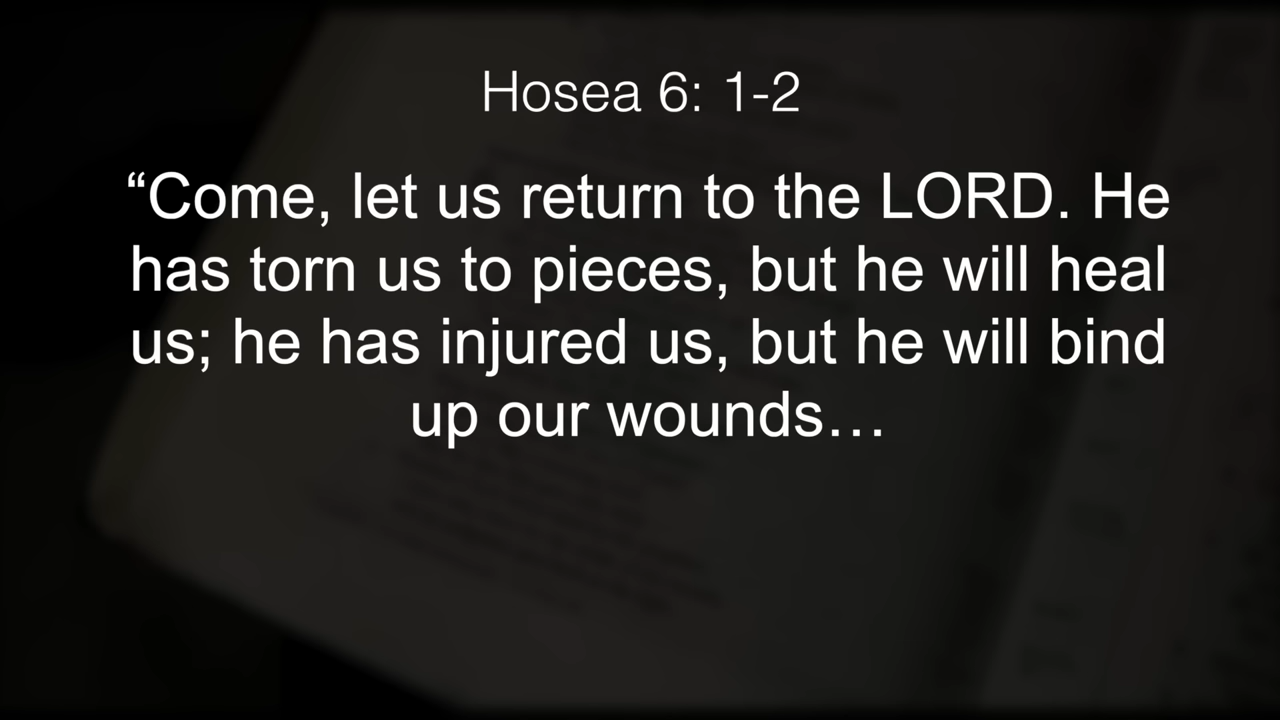 Hosea 6: 1-2
“Come, let us return to the LORD. He
has torn us to pieces, but he will heal
us; he has injured us, but he will bind
up our wounds…